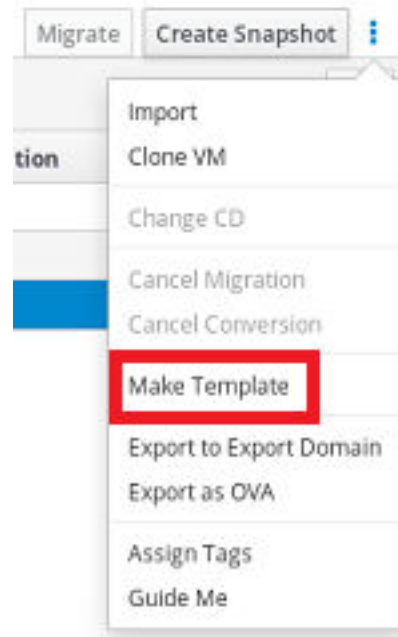 Migrate Create Snapshot
Import
Clone VM
tion
Change CD
Cancel Migration
Cancel Conversion
Make Template
Export to Export Domain
Export as OVA
Assign Tags
Guide Me